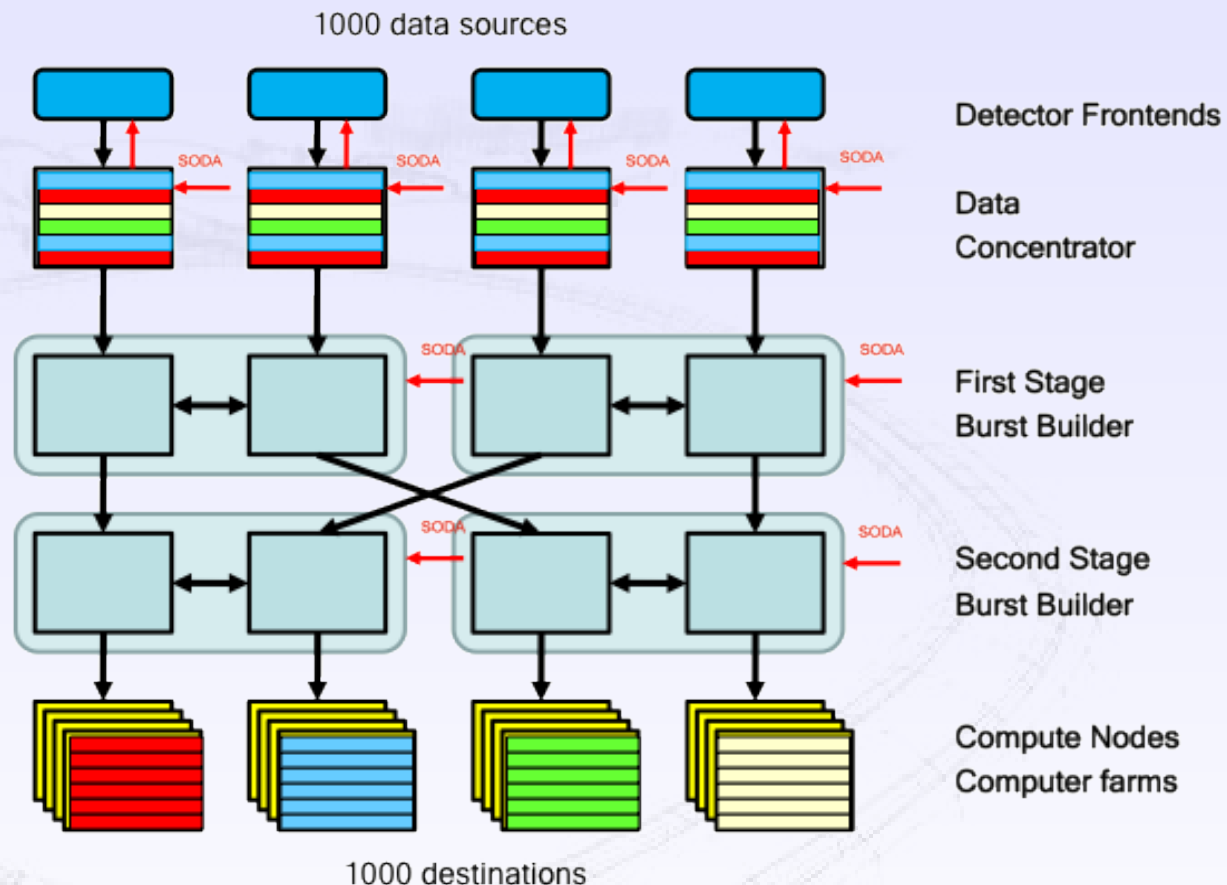 1000 data sources
Detector Frontends
SODA
SODA
SODA
SODA
Data
Concentrator
SODA
SODA
First Stage
Burst Builder
SODA
SODA
Second Stage
Burst Builder
Compute Nodes
Computer farms
1000 destinations